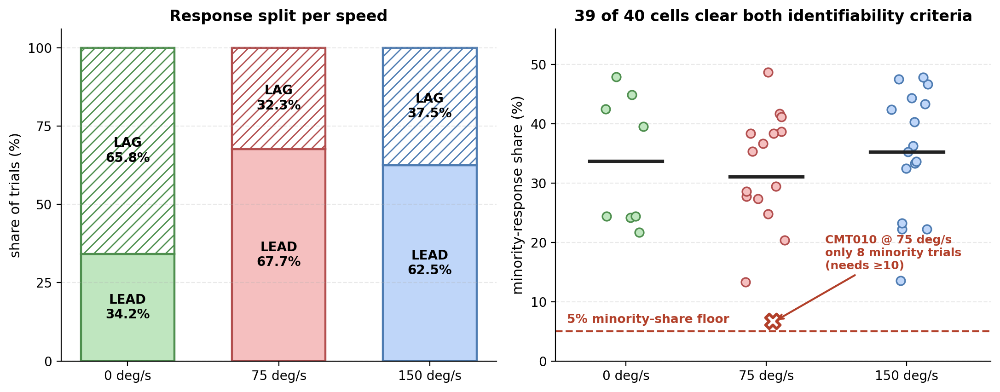 Response split per speed
share of trials (%)
100
75
50
25
0
LAG
65.8%
LEAD
34.2%
LAG
32.3%
LEAD
67.7%
LAG
37.5%
LEAD
62.5%
0 deg/s
75 deg/s
150 deg/s
39 of 40 cells clear both identifiability criteria
minority-response share (%)
50
40
30
20
10
0
CMT010 @ 75 deg/s
only 8 minority trials
(needs ≥10)
5% minority-share floor
0 deg/s
75 deg/s
150 deg/s